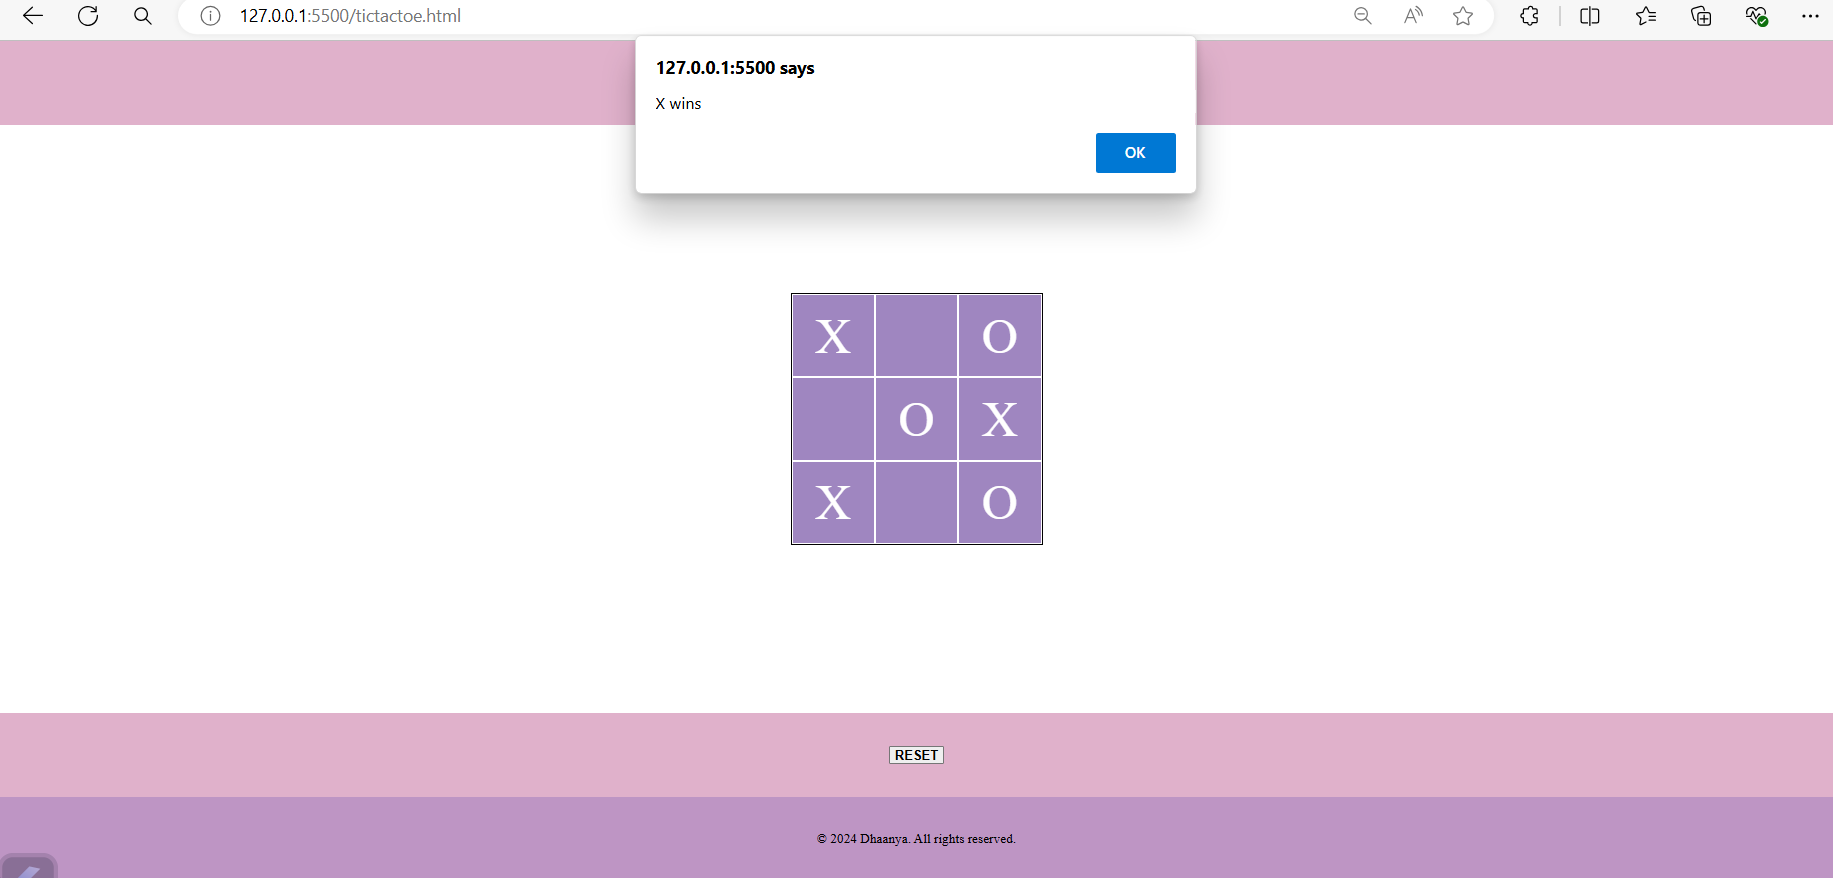 127.0.0.1:5500/tictactoe.html
127.0.0.1:5500 says
X wins
OK
X O
O X
X O
RESET
© 2024 Dhaanya. All rights reserved.